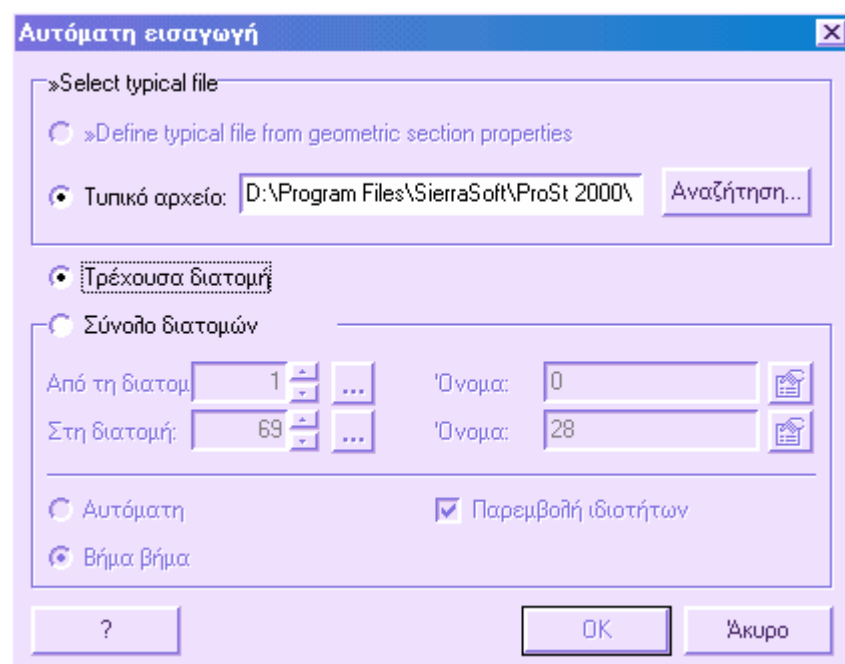 Αυτόματη εισαγωγή
»Select typical file
»Define typical file from geometric section properties
Τυπικό αρχείο: D:\Program Files\SierraSoft\ProSt 2000\ Αναζήτηση...
Τρέχουσα διατομή
Σύνολο διατομών
Από τη διατομ 1 ... Όνομα: 0
Στη διατομή: 69 ... Όνομα: 28
Αυτόματη Παρεμβολή ιδιοτήτων
Βήμα βήμα
? OK Άκυρο